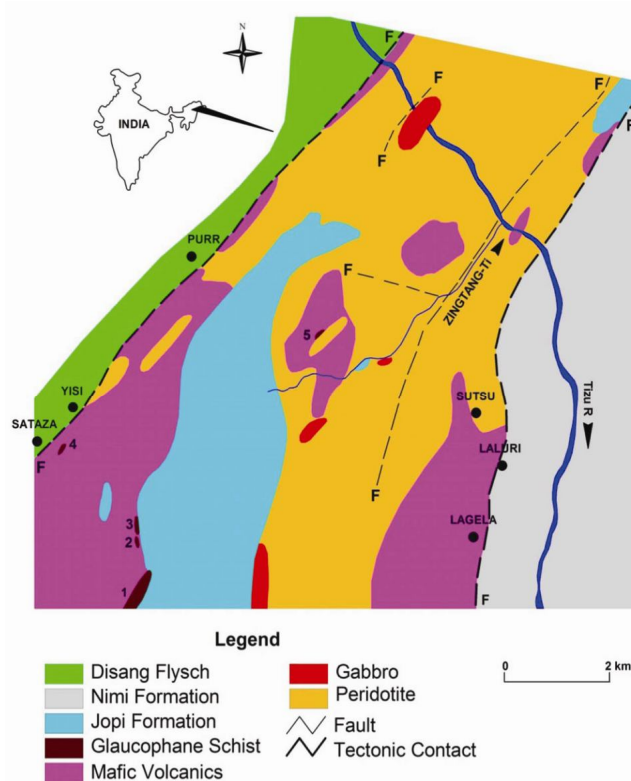 N
INDIA
F
F
F
F
PURR
F
ZINGTANG-Ti
5
YISI
SUTSU
Tizu R
SATAZA
4
F
LALURI
F
3
2
LAGELA
1
F
Legend
Disang Flysch
Nimi Formation
Jopi Formation
Glaucophane Schist
Mafic Volcanics
Gabbro
Peridotite
Fault
Tectonic Contact
0 2 km